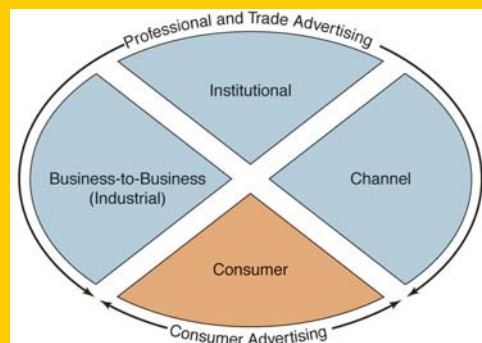 Professional and Trade Advertising
Institutional
Business-to-Business
(Industrial)
Channel
Consumer
Consumer Advertising